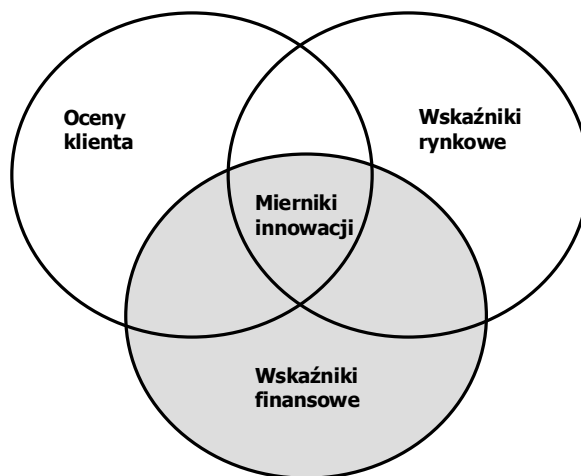 Oceny
klienta
Wskaźniki
rynkowe
Mierniki
innowacji
Wskaźniki
finansowe